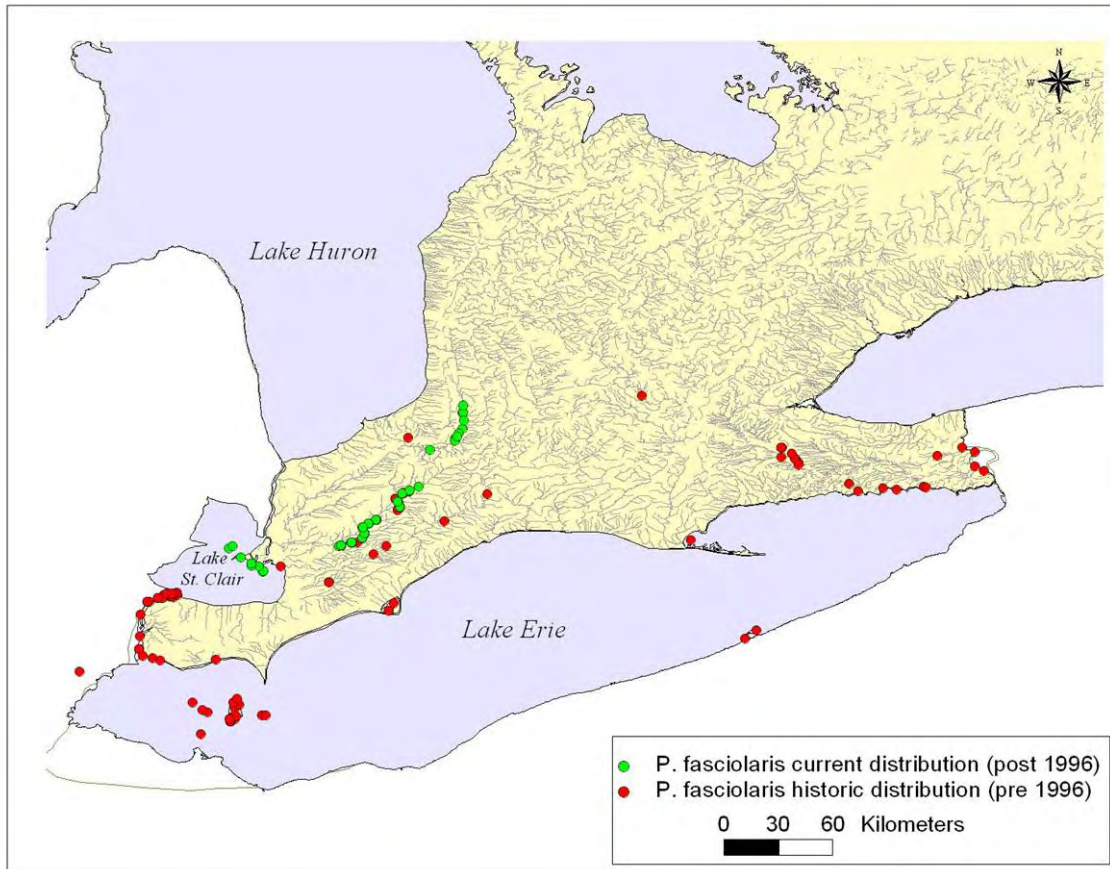 N
W E
S
Lake Huron
Lake
St. Clair
Lake Erie
P. fasciolaris current distribution (post 1996)
P. fasciolaris historic distribution (pre 1996)
0 30 60 Kilometers